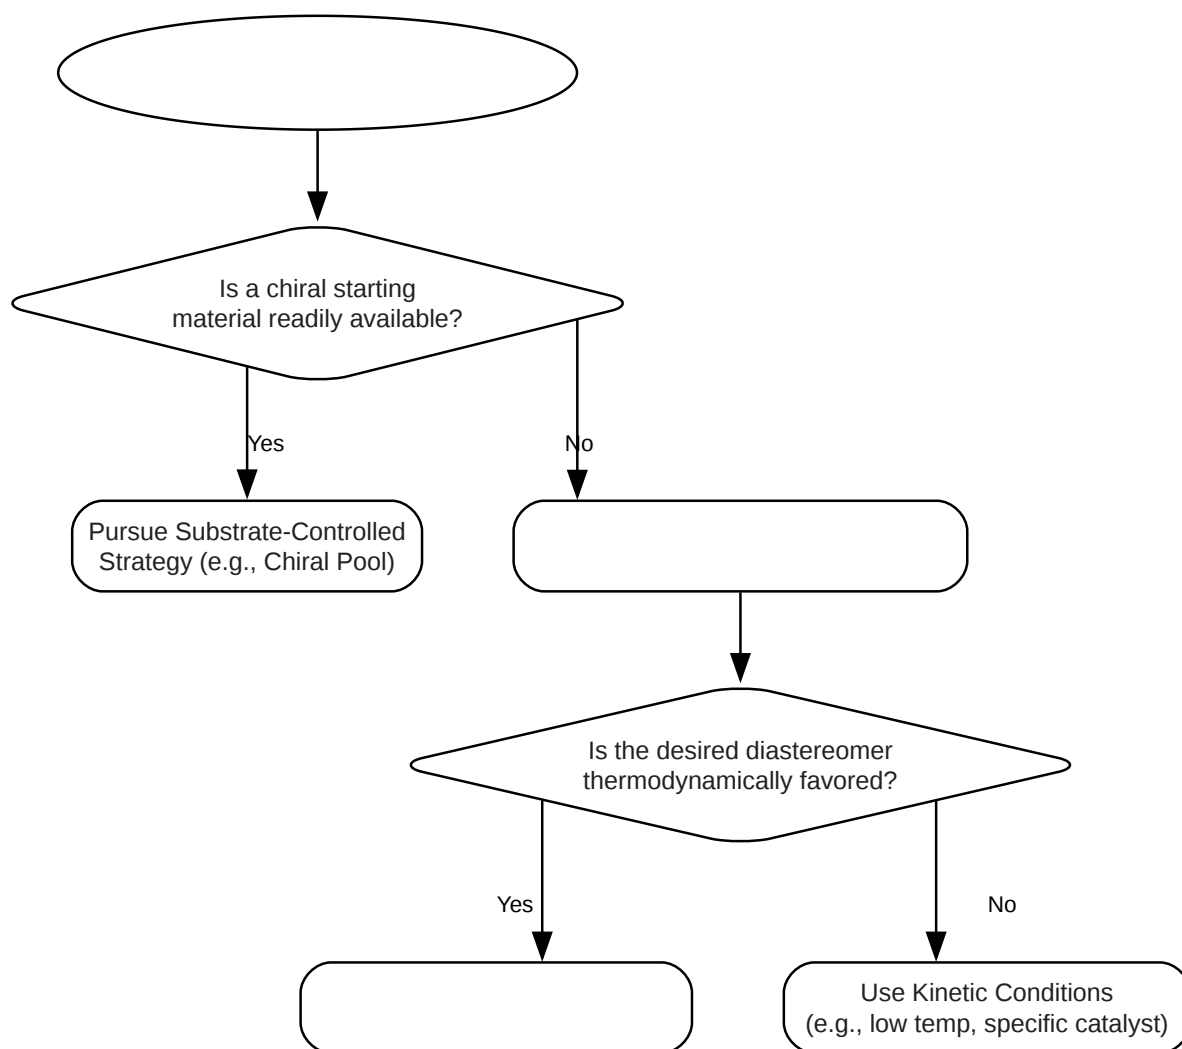 Is a chiral starting
material readily available?
Yes
No
Pursue Substrate-Controlled
Strategy (e.g., Chiral Pool)
Is the desired diastereomer
thermodynamically favored?
Yes
No
Use Kinetic Conditions
(e.g., low temp, specific catalyst)